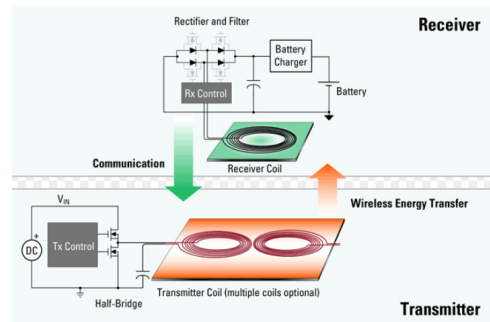 Rectifier and Filter
Receiver
Battery
Charger
Rx Control
Battery
Receiver Coil
Communication
Wireless Energy Transfer
VIN
+
DC
Tx Control
Half-Bridge
Transmitter Coil (multiple coils optional)
Transmitter